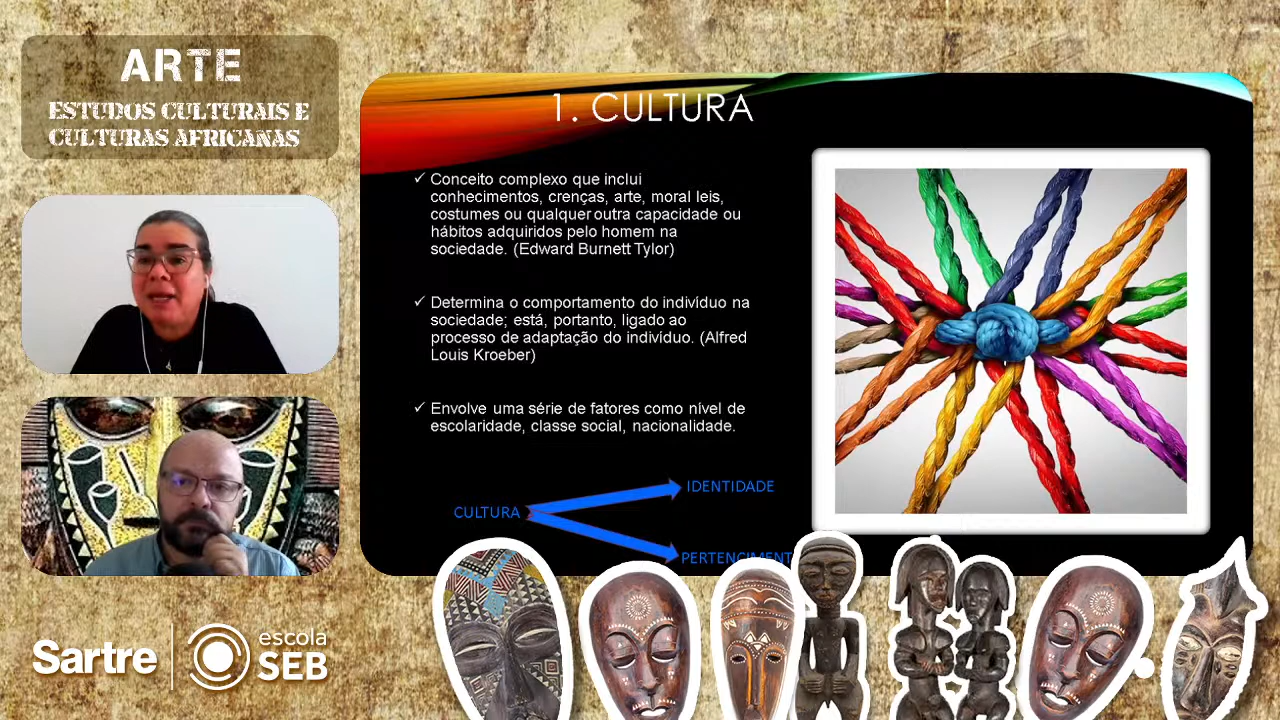 ARTE
ESTUDOS CULTURAIS E
CULTURAS AFRICANAS
1. CULTURA
✓ Conceito complexo que inclui
conhecimentos, crenças, arte, moral leis,
costumes ou qualquer outra capacidade ou
hábitos adquiridos pelo homem na
sociedade. (Edward Burnett Tylor)
✓ Determina o comportamento do indivíduo na
sociedade; está, portanto, ligado ao
processo de adaptação do indivíduo. (Alfred
Louis Kroeber)
✓ Envolve uma série de fatores como nível de
escolaridade, classe social, nacionalidade.
IDENTIDADE
CULTURA
PERTENCIMENT
Sartre
escola
SEB